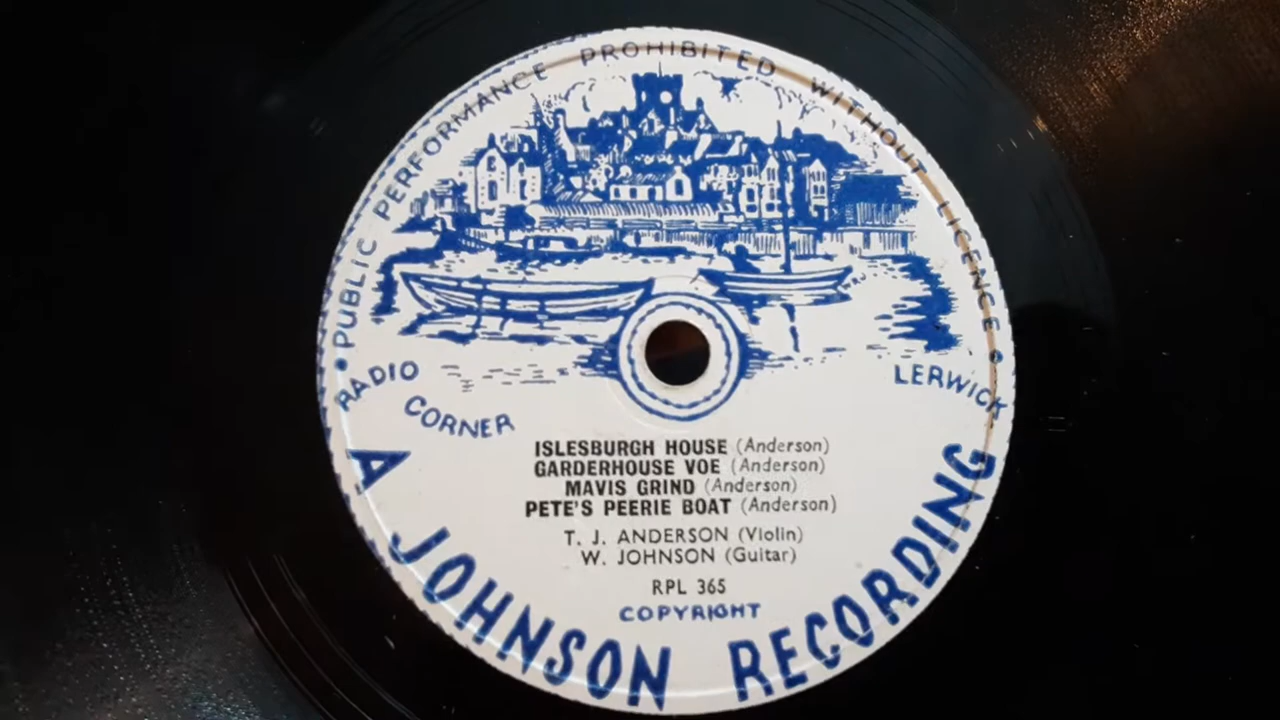 • PUBLIC PERFORMANCE PROHIBITED WITHOUT LICENCE •
RADIO CORNER
LERWICK
ISLESBURGH HOUSE (Anderson)
GARDERHOUSE VOE (Anderson)
MAVIS GRIND (Anderson)
PETE'S PEERIE BOAT (Anderson)
T. J. ANDERSON (Violin)
W. JOHNSON (Guitar)
RPL 365
COPYRIGHT
A JOHNSON RECORDING